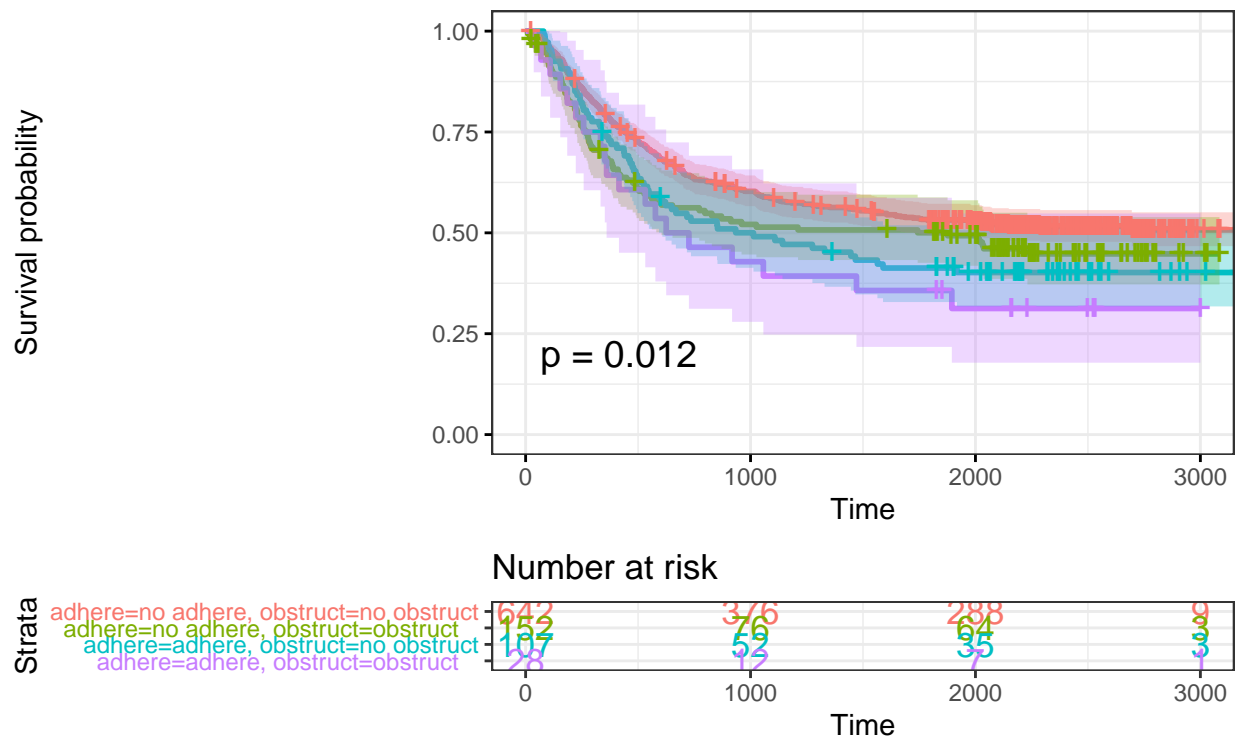 1.00
0.75
0.50
0.25
0.00
Survival probability
p = 0.012
0 1000 2000 3000
Time
Number at risk
Strata
adhere=no adhere, obstruct=no obstruct 642 376 288 9
adhere=no adhere, obstruct=obstruct 152 76 64 3
adhere=adhere, obstruct=no obstruct 107 52 35 3
adhere=adhere, obstruct=obstruct 28 12 7 1
0 1000 2000 3000
Time